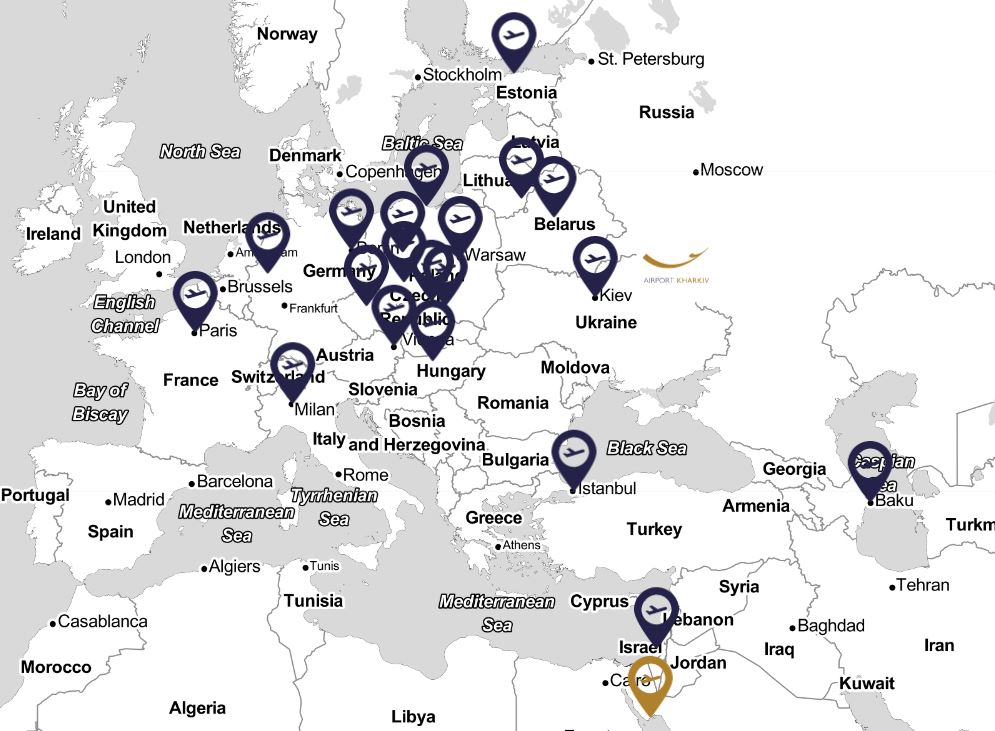 Norway
Stockholm
St. Petersburg
Estonia
Russia
North Sea
Denmark
Baltic Sea
Latvia
Copenhagen
Moscow
United
Kingdom
Ireland
Netherlands
Belarus
London
Warsaw
AIRPORT KHARKIV
Brussels
Germany
English
Channel
Frankfurt
Kiev
Paris
Ukraine
Czech
Republic
Austria
Hungary
Moldova
France
Switzerland
Slovenia
Bay of
Biscay
Milan
Romania
Bosnia
and Herzegovina
Italy
Bulgaria
Black Sea
Georgia
Caspian
Sea
Rome
Portugal
Madrid
Barcelona
Tyrrhenian
Sea
Istanbul
Baku
Mediterranean
Sea
Spain
Greece
Armenia
Turkey
Turkm
Athens
Algiers
Tunis
Syria
Tehran
Tunisia
Mediterranean
Sea
Cyprus
Lebanon
Casablanca
Baghdad
Israel
Iraq
Iran
Jordan
Morocco
Cairo
Kuwait
Algeria
Libya